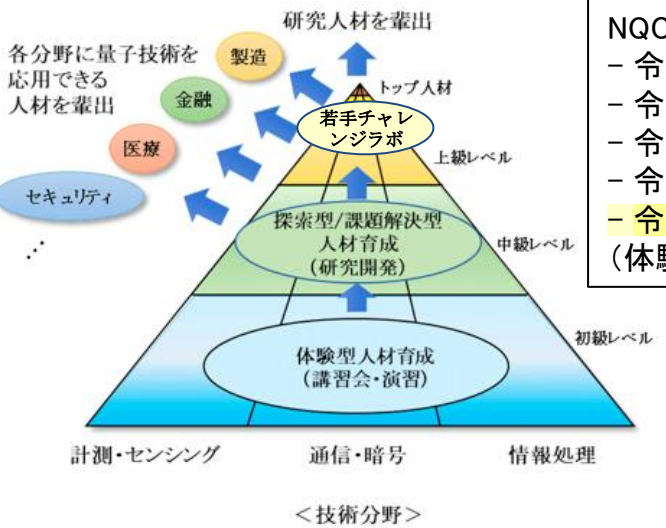 研究人材を輩出
各分野に量子技術を
応用できる
人材を輩出
製造
金融
医療
セキュリティ
⋰
トップ人材
若手チャレ
ンジラボ
上級レベル
探索型/課題解決型
人材育成
(研究開発)
中級レベル
体験型人材育成
(講習会・演習)
初級レベル
計測・センシング
通信・暗号
情報処理
<技術分野>
NQC
- 令
- 令
- 令
- 令
- 令
(体